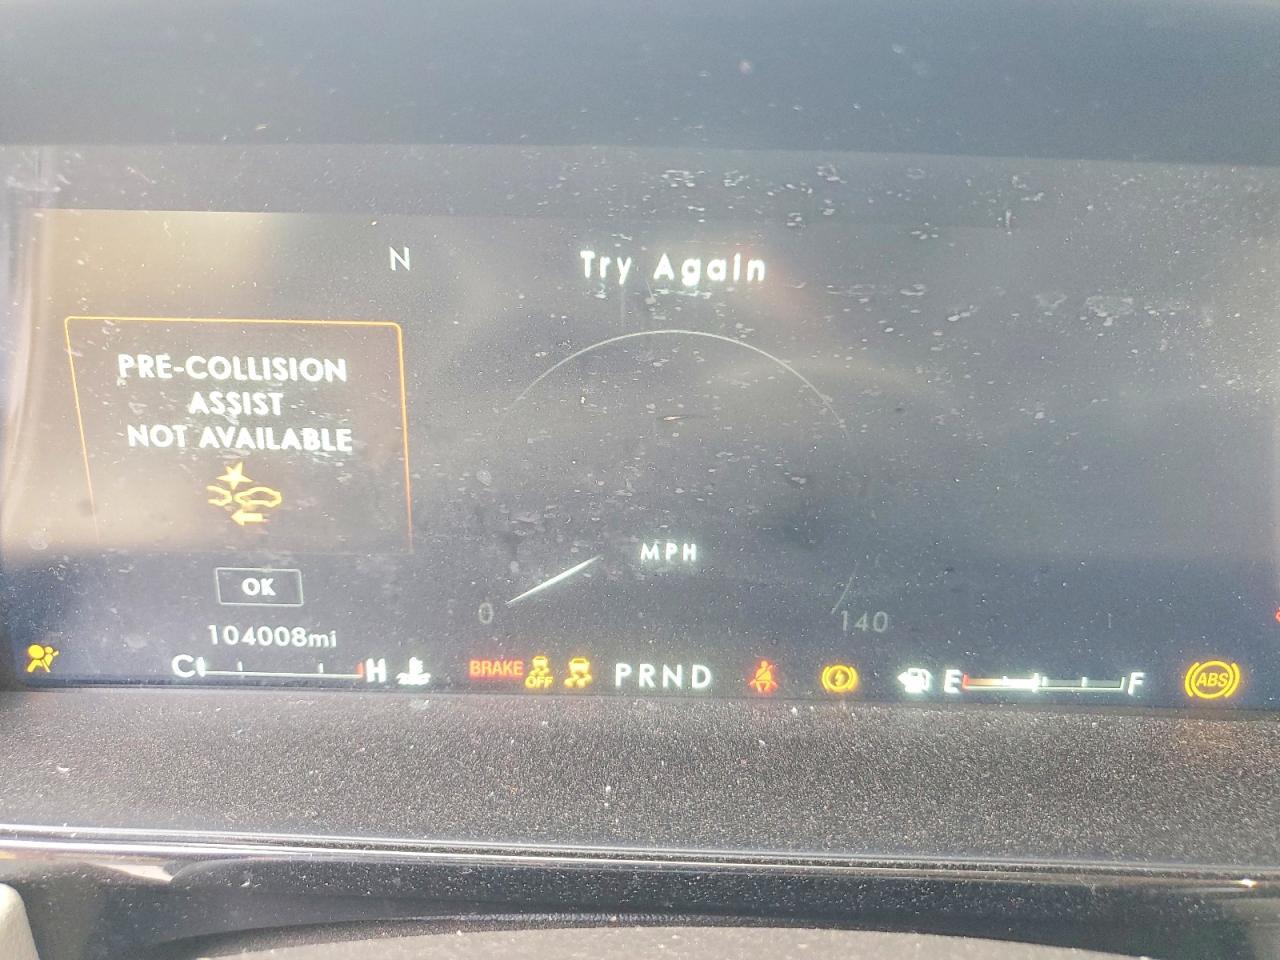 N
Try Again
PRE-COLLISION
ASSIST
NOT AVAILABLE
OK
MPH
0
140
104008mi
C H
BRAKE
OFF
PRND
E F
ABS